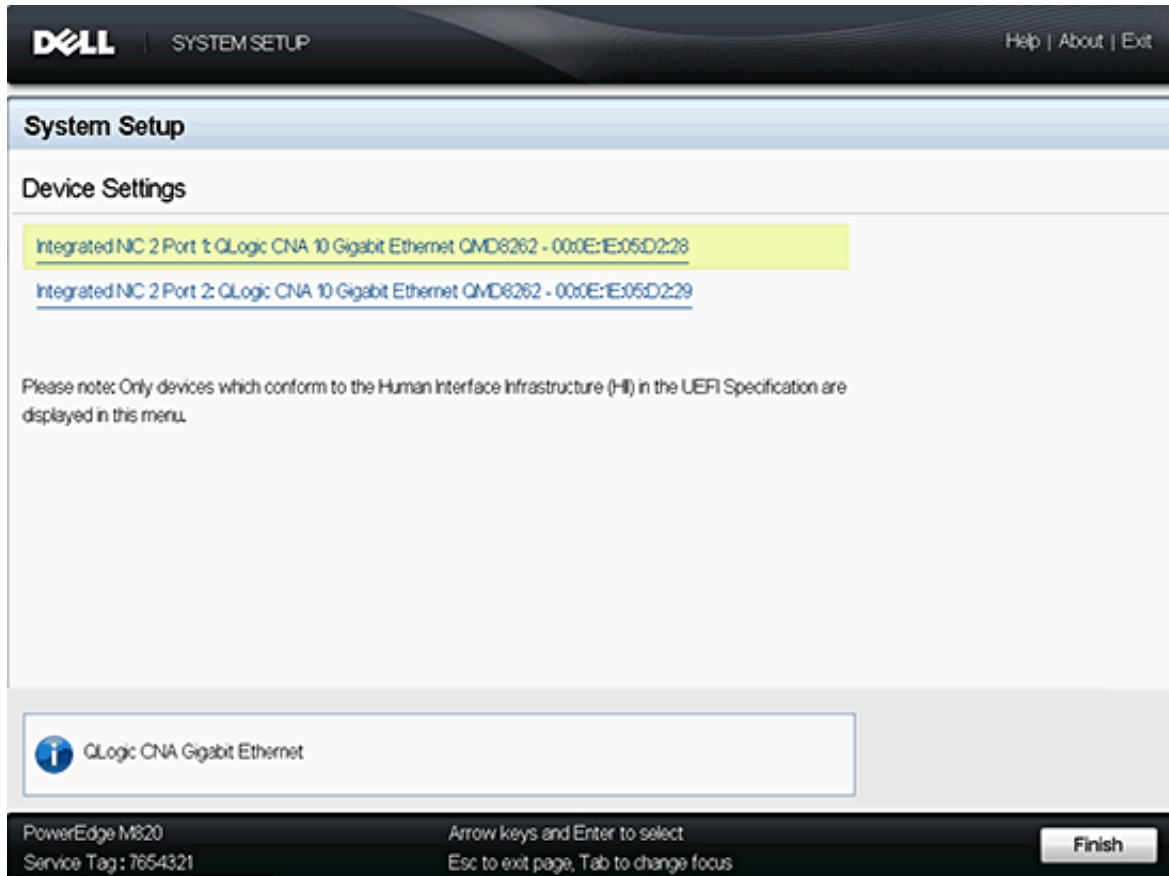 DELL SYSTEM SETUP Help | About | Exit
System Setup
Device Settings
Integrated NIC 2 Port 1: QLogic CNA 10 Gigabit Ethernet QMD8262 - 00:0E:1E:05:D2:28
Integrated NIC 2 Port 2: QLogic CNA 10 Gigabit Ethernet QMD8262 - 00:0E:1E:05:D2:29
Please note: Only devices which conform to the Human Interface Infrastructure (HII) in the UEFI Specification are
displayed in this menu.
QLogic CNA Gigabit Ethernet
PowerEdge M820 Arrow keys and Enter to select
Service Tag : 7654321 Esc to exit page, Tab to change focus
Finish